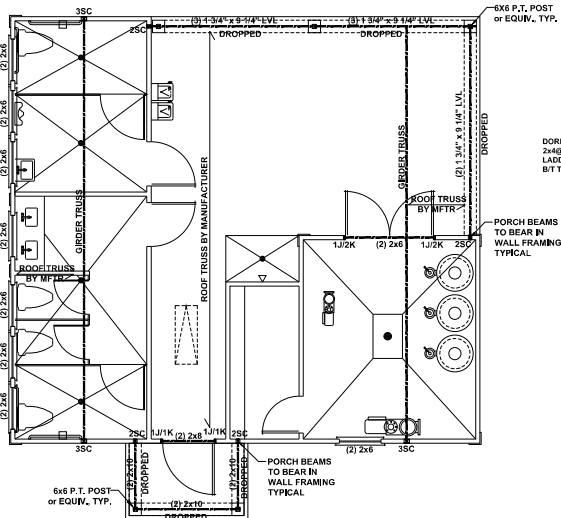 3SC
2SC
(3) 1 3/4" x 9 1/4" LVL
DROPPED
(3) 1 3/4" x 9 1/4" LVL
DROPPED
6X6 P.T. POST
or EQUIV., TYP.
(2) 2x6
(2) 2x6
(2) 2x6
(2) 2x6
(2) 2x6
(2) 2x6
(2) 2x6
GIRDER TRUSS
ROOF TRUSS BY MANUFACTURER
GIRDER TRUSS
(2) 1 3/4" x 9 1/4" LVL
DROPPED
2x4@
LADD
B/T T
ROOF TRUSS
BY MFTR
PORCH BEAMS
TO BEAR IN
WALL FRAMING
TYPICAL
1J/2K
(2) 2x6
1J/2K
2SC
ROOF TRUSS
BY MFTR
3SC
2SC
1J/1K
(2) 2x8
1J/1K
2SC
(2) 2x6
3SC
(2) 2x10
DROPPED
(2) 2x10
DROPPED
PORCH BEAMS
TO BEAR IN
WALL FRAMING
TYPICAL
6x6 P.T. POST
or EQUIV., TYP.
(2) 2x10
DROPPED